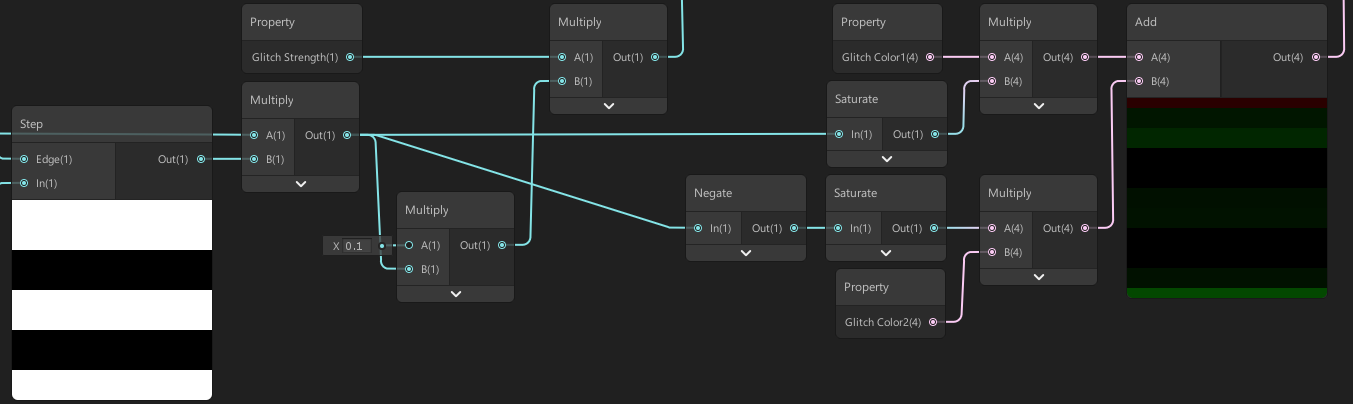 Property
Glitch Strength(1)
Multiply
A(1) Out(1)
B(1)
Property
Glitch Color1(4)
Multiply
A(4) Out(4)
B(4)
Add
A(4) Out(4)
B(4)
Step
Edge(1) Out(1)
In(1)
Multiply
A(1) Out(1)
B(1)
Saturate
In(1) Out(1)
Multiply
X 0.1
A(1) Out(1)
B(1)
Negate
In(1) Out(1)
Saturate
In(1) Out(1)
Multiply
A(4) Out(4)
B(4)
Property
Glitch Color2(4)